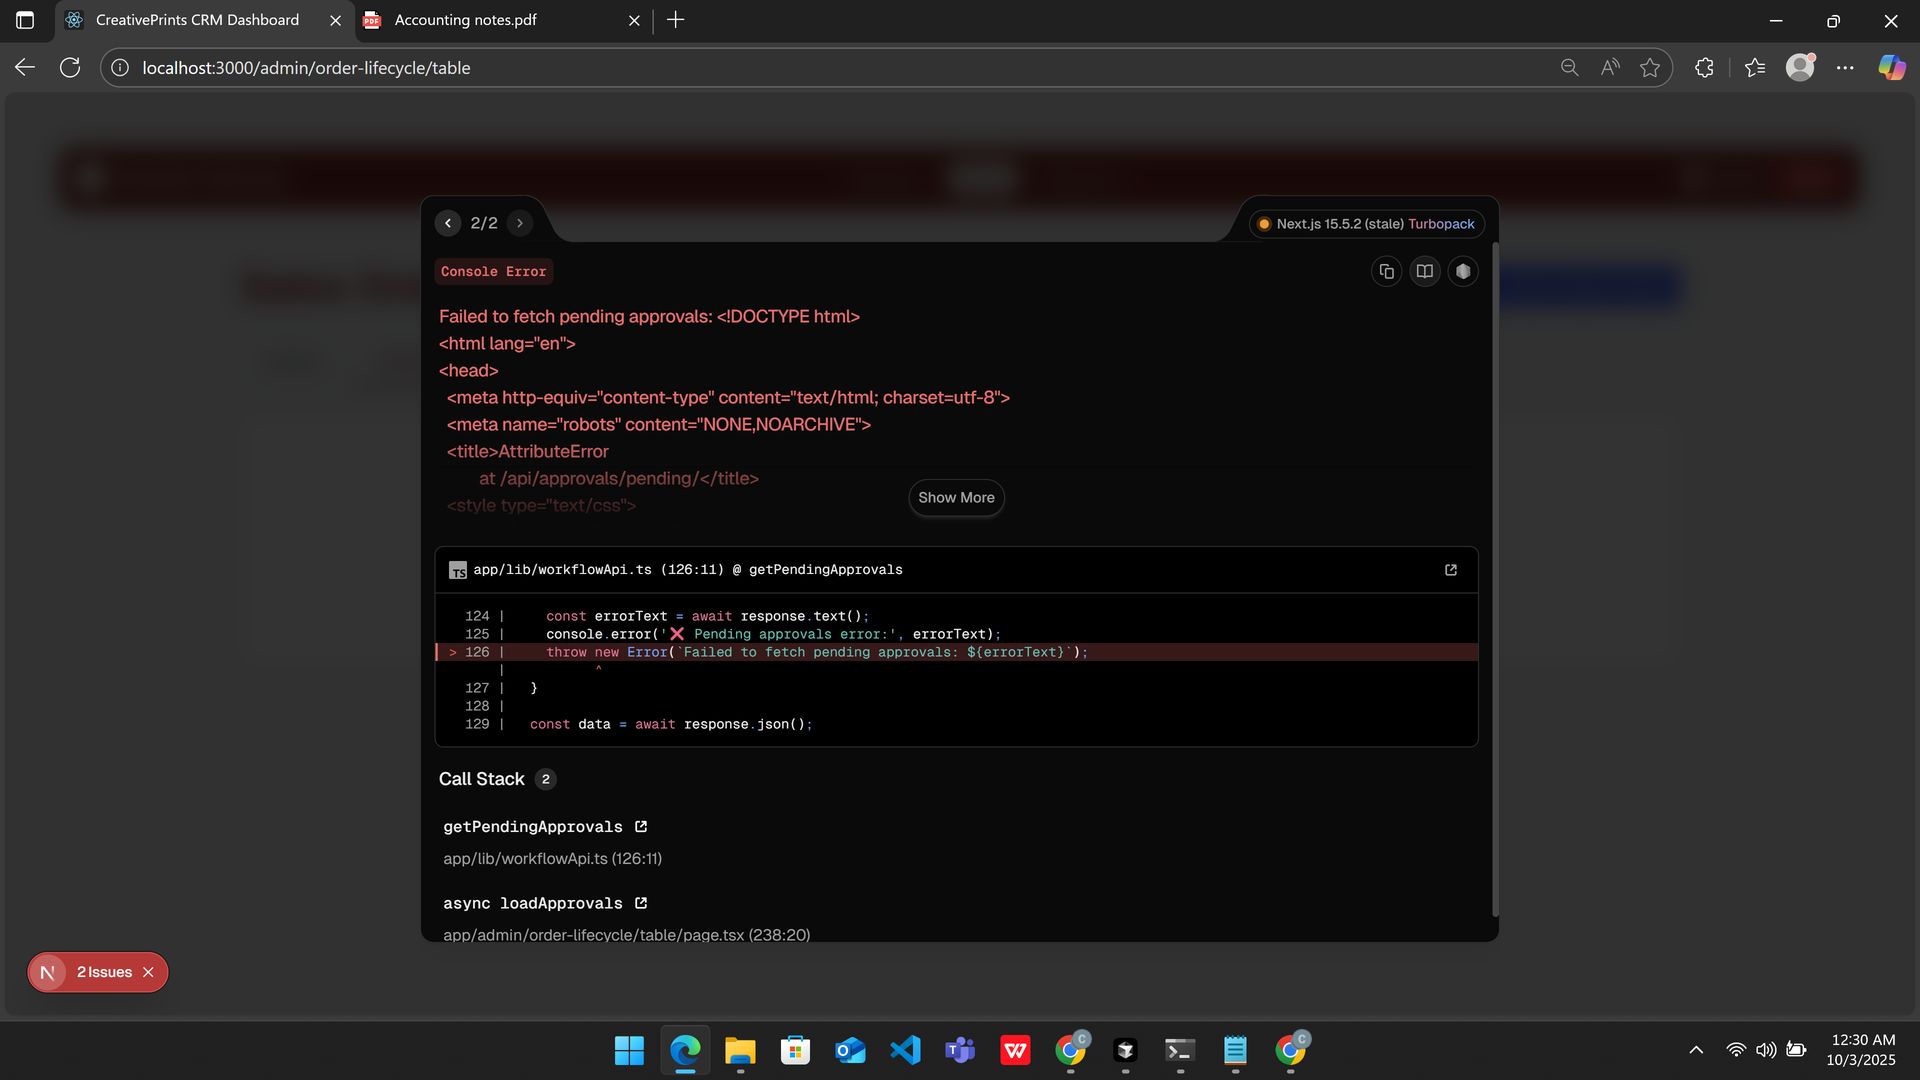 CreativePrints CRM Dashboard
Accounting notes.pdf
localhost:3000/admin/order-lifecycle/table
2/2
Next.js 15.5.2 (stale) Turbopack
Console Error
Failed to fetch pending approvals: <!DOCTYPE html>
<html lang="en">
<head>
<meta http-equiv="content-type" content="text/html; charset=utf-8">
<meta name="robots" content="NONE,NOARCHIVE">
<title>AttributeError
at /api/approvals/pending/</title>
<style type="text/css">
Show More
TS app/lib/workflowApi.ts (126:11) @ getPendingApprovals
124 | const errorText = await response.text();
125 | console.error('❌ Pending approvals error:', errorText);
> 126 | throw new Error(`Failed to fetch pending approvals: ${errorText}`);
| ^
127 | }
128 |
129 | const data = await response.json();
Call Stack 2
getPendingApprovals
app/lib/workflowApi.ts (126:11)
async loadApprovals
app/admin/order-lifecycle/table/page.tsx (238:20)
N 2 Issues
12:30 AM
10/3/2025